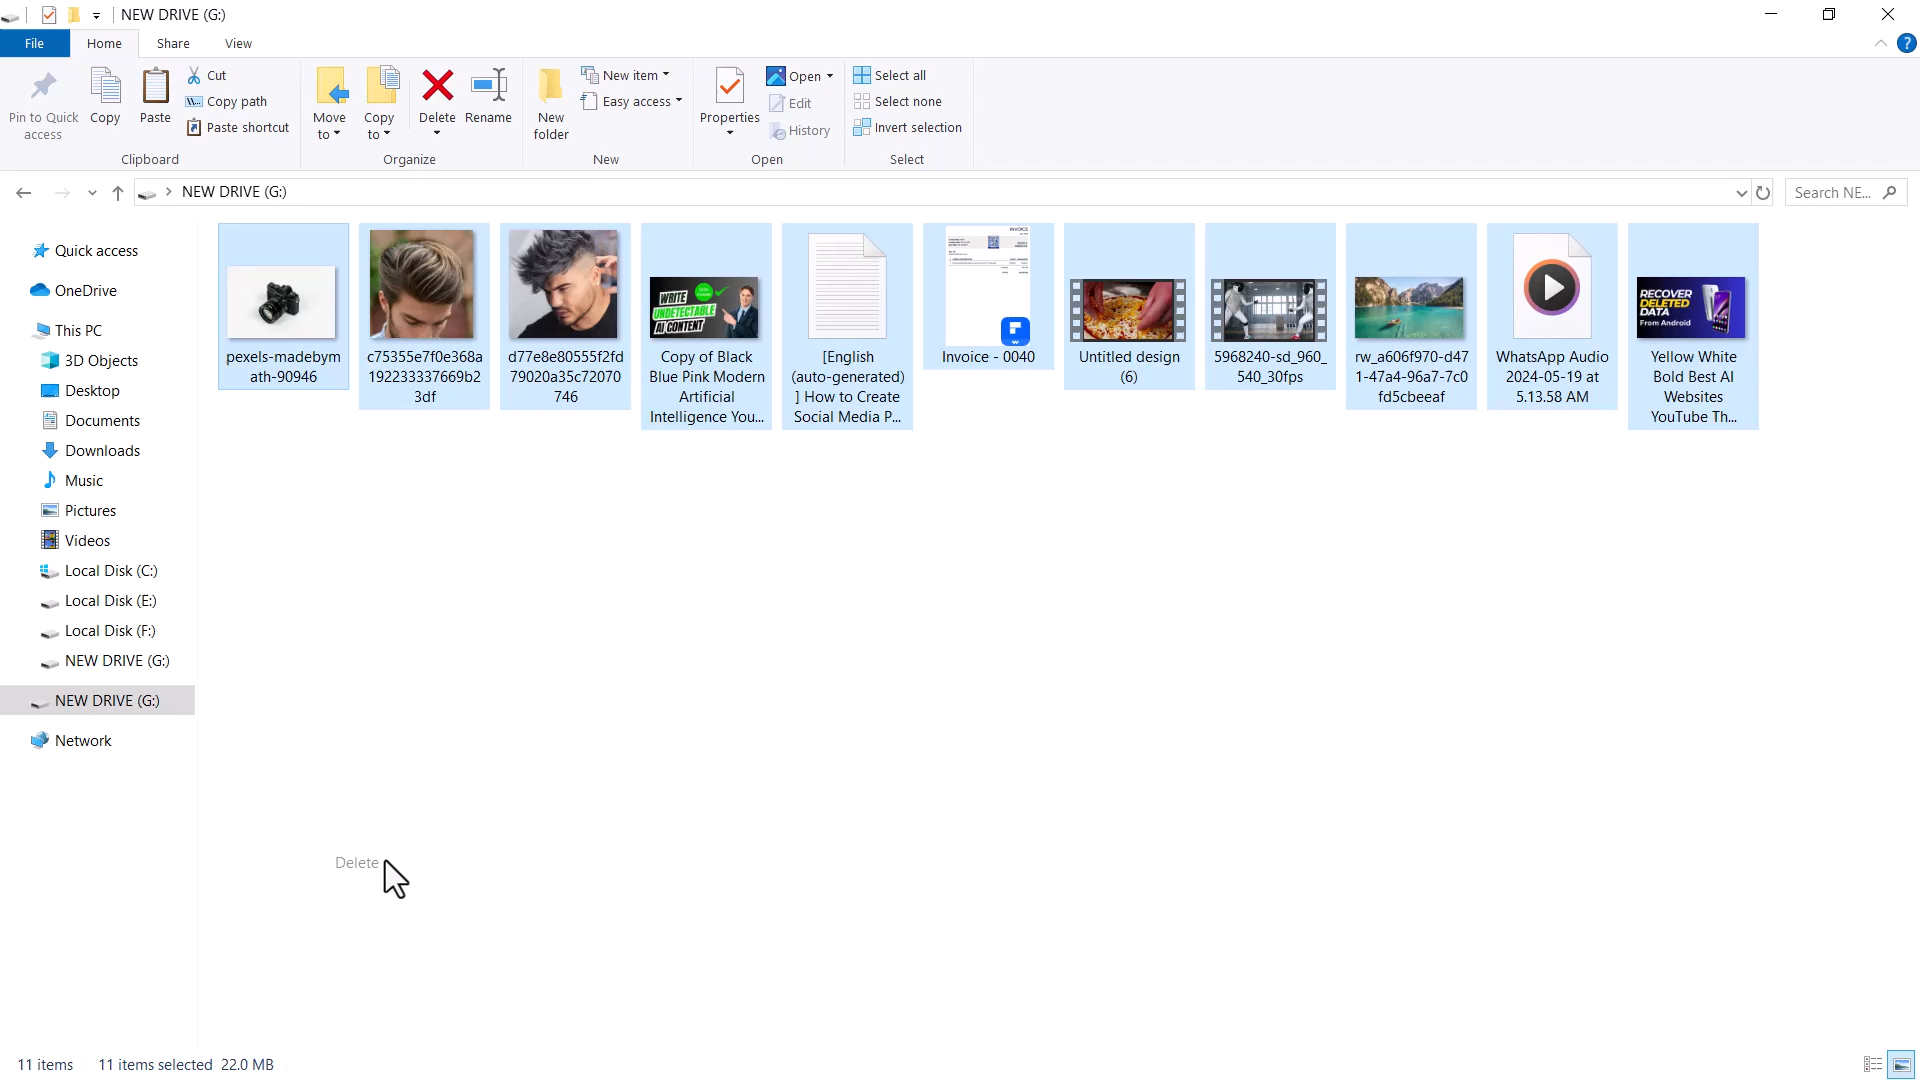 NEW DRIVE (G:)
File
Home
Share
View
Pin to Quick access
Copy
Paste
Cut
Copy path
Paste shortcut
Clipboard
Move to
Copy to
Delete
Rename
Organize
New folder
New item
Easy access
New
Properties
Open
Edit
History
Open
Select all
Select none
Invert selection
Select
NEW DRIVE (G:)
Search NE...
Quick access
OneDrive
This PC
3D Objects
Desktop
Documents
Downloads
Music
Pictures
Videos
Local Disk (C:)
Local Disk (E:)
Local Disk (F:)
NEW DRIVE (G:)
NEW DRIVE (G:)
Network
pexels-madebym
ath-90946
c75355e7f0e368a
192233337669b2
3df
d77e8e80555f2fd
79020a35c72070
746
WRITE
UNDETECTABLE
AI CONTENT
Copy of Black
Blue Pink Modern
Artificial
Intelligence You...
[English
(auto-generated)
] How to Create
Social Media P...
INVOICE
Invoice - 0040
Untitled design
(6)
5968240-sd_960_
540_30fps
rw_a606f970-d47
1-47a4-96a7-7c0
fd5cbeeaf
WhatsApp Audio
2024-05-19 at
5.13.58 AM
RECOVER
DELETED
DATA
From Android
Yellow White
Bold Best AI
Websites
YouTube Th...
Delete
11 items
11 items selected 22.0 MB